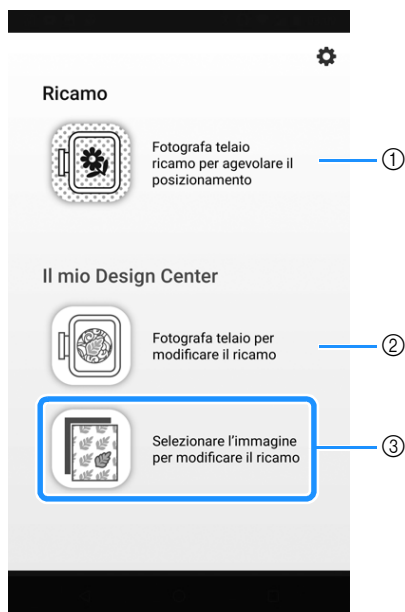 Ricamo
Fotografa telaio
ricamo per agevolare il
posizionamento
①
Il mio Design Center
Fotografa telaio per
modificare il ricamo
②
Selezionare l'immagine
per modificare il ricamo
③